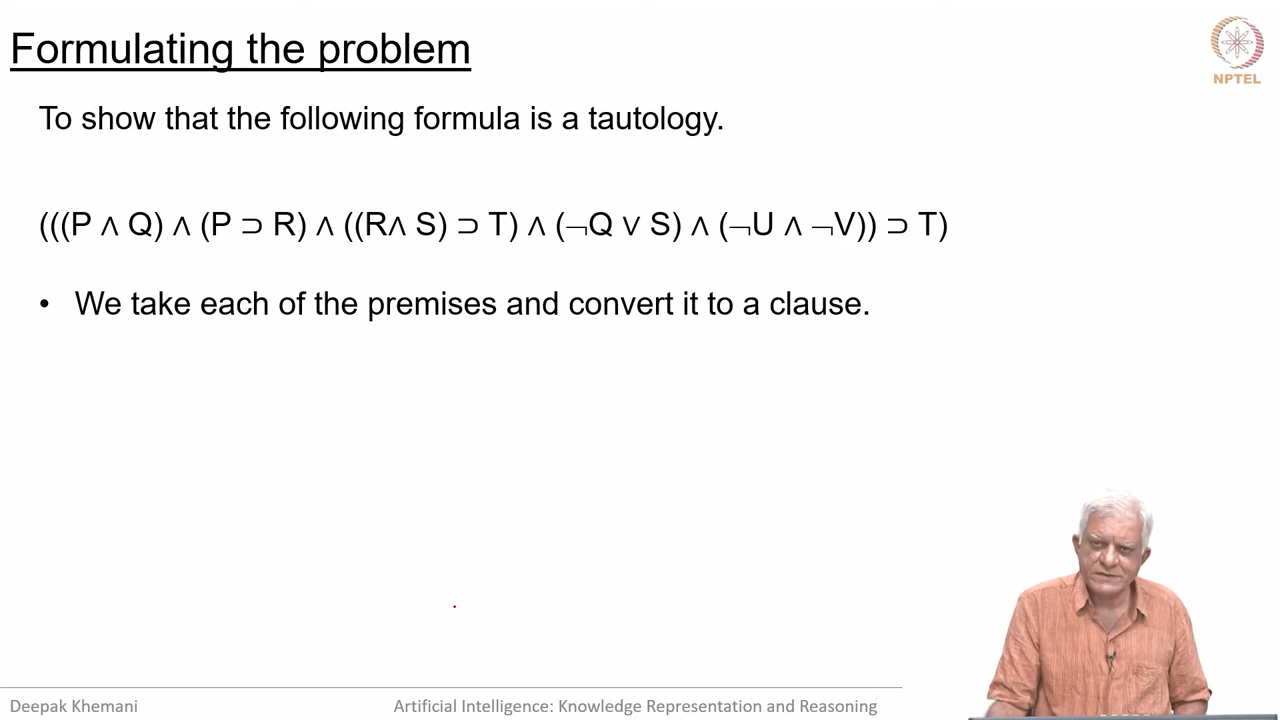 Formulating the problem
NPTEL
To show that the following formula is a tautology.
(((P ∧ Q) ∧ (P ⊃ R) ∧ ((R∧ S) ⊃ T) ∧ (¬Q ∨ S) ∧ (¬U ∧ ¬V)) ⊃ T)
• We take each of the premises and convert it to a clause.
Deepak Khemani
Artificial Intelligence: Knowledge Representation and Reasoning